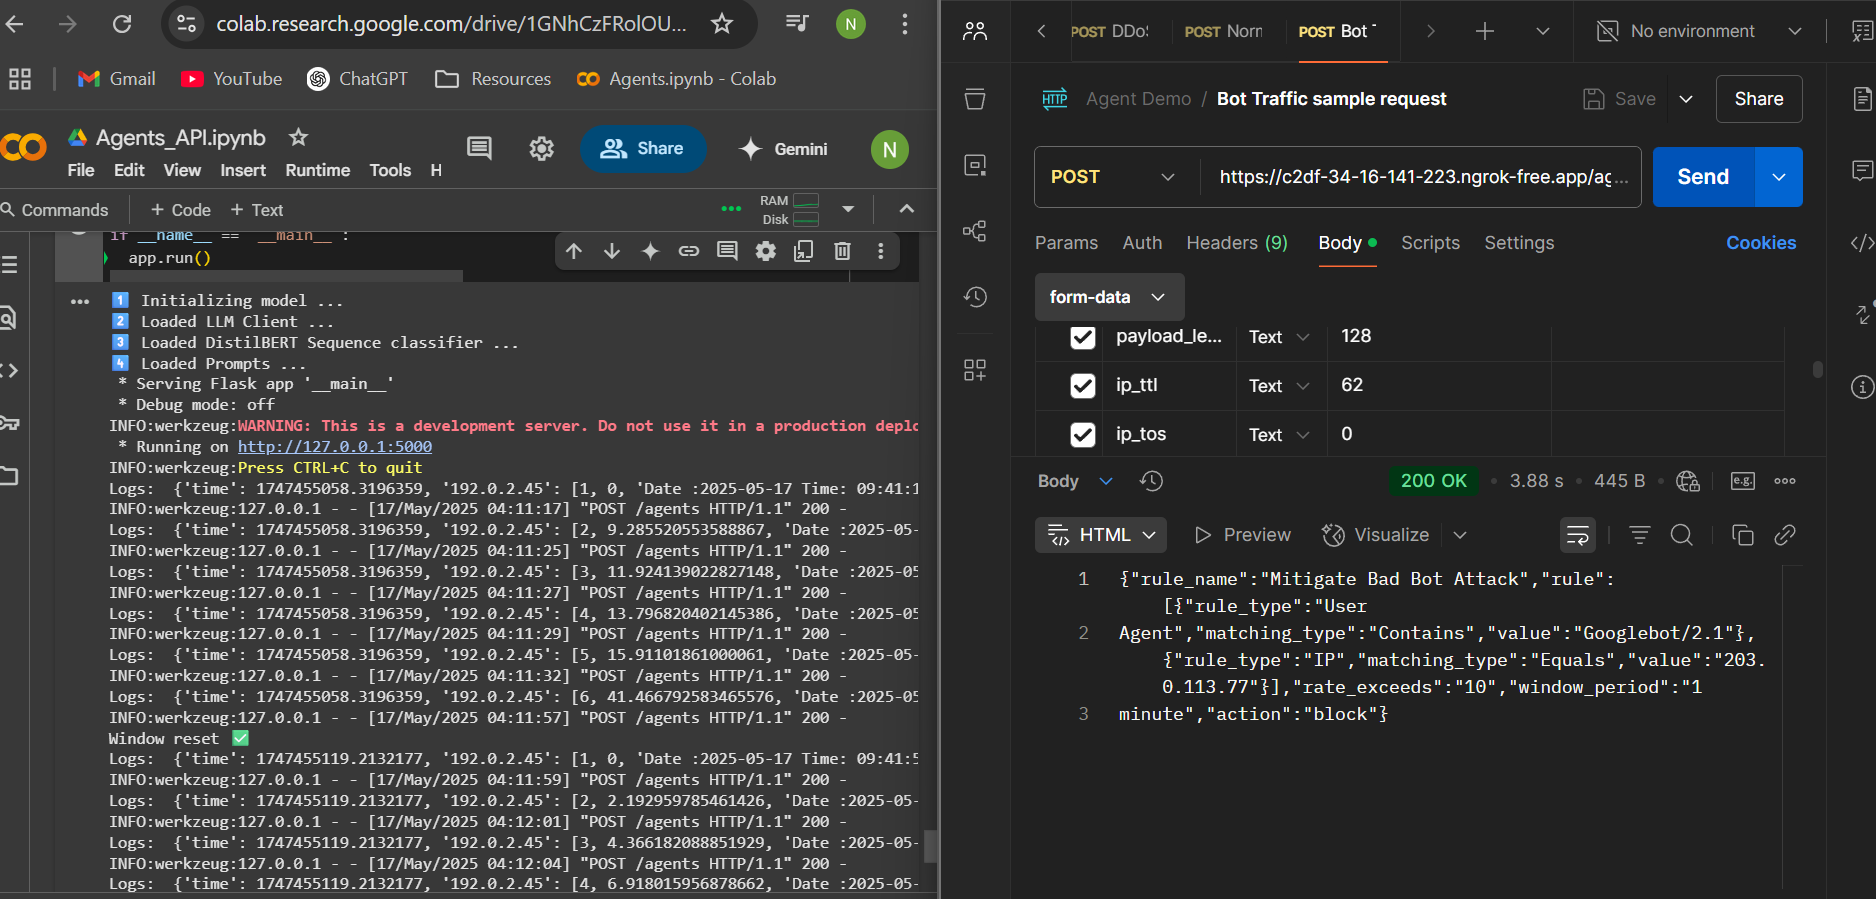 colab.research.google.com/drive/1GNhCzFRolOU...
N
Gmail
YouTube
ChatGPT
Resources
Agents.ipynb - Colab
Agents_API.ipynb
Share
Gemini
N
File Edit View Insert Runtime Tools H
Commands
+ Code + Text
RAM
Disk
if __name__ == '__main__':
app.run()
1 Initializing model ...
2 Loaded LLM Client ...
3 Loaded DistilBERT Sequence classifier ...
4 Loaded Prompts ...
* Serving Flask app '__main__'
* Debug mode: off
INFO:werkzeug:WARNING: This is a development server. Do not use it in a production deplo
* Running on http://127.0.0.1:5000
INFO:werkzeug:Press CTRL+C to quit
Logs:  {'time': 1747455058.3196359, '192.0.2.45': [1, 0, 'Date :2025-05-17 Time: 09:41:1
INFO:werkzeug:127.0.0.1 - - [17/May/2025 04:11:17] "POST /agents HTTP/1.1" 200 -
Logs:  {'time': 1747455058.3196359, '192.0.2.45': [2, 9.285520553588867, 'Date :2025-05-
INFO:werkzeug:127.0.0.1 - - [17/May/2025 04:11:25] "POST /agents HTTP/1.1" 200 -
Logs:  {'time': 1747455058.3196359, '192.0.2.45': [3, 11.924139022827148, 'Date :2025-05
INFO:werkzeug:127.0.0.1 - - [17/May/2025 04:11:27] "POST /agents HTTP/1.1" 200 -
Logs:  {'time': 1747455058.3196359, '192.0.2.45': [4, 13.796820402145386, 'Date :2025-05
INFO:werkzeug:127.0.0.1 - - [17/May/2025 04:11:29] "POST /agents HTTP/1.1" 200 -
Logs:  {'time': 1747455058.3196359, '192.0.2.45': [5, 15.91101861000061, 'Date :2025-05-
INFO:werkzeug:127.0.0.1 - - [17/May/2025 04:11:32] "POST /agents HTTP/1.1" 200 -
Logs:  {'time': 1747455058.3196359, '192.0.2.45': [6, 41.466792583465576, 'Date :2025-05
INFO:werkzeug:127.0.0.1 - - [17/May/2025 04:11:57] "POST /agents HTTP/1.1" 200 -
Window reset ✅
Logs:  {'time': 1747455119.2132177, '192.0.2.45': [1, 0, 'Date :2025-05-17 Time: 09:41:5
INFO:werkzeug:127.0.0.1 - - [17/May/2025 04:11:59] "POST /agents HTTP/1.1" 200 -
Logs:  {'time': 1747455119.2132177, '192.0.2.45': [2, 2.192959785461426, 'Date :2025-05-
INFO:werkzeug:127.0.0.1 - - [17/May/2025 04:12:01] "POST /agents HTTP/1.1" 200 -
Logs:  {'time': 1747455119.2132177, '192.0.2.45': [3, 4.366182088851929, 'Date :2025-05-
INFO:werkzeug:127.0.0.1 - - [17/May/2025 04:12:04] "POST /agents HTTP/1.1" 200 -
Logs:  {'time': 1747455119.2132177, '192.0.2.45': [4, 6.918015956878662, 'Date :2025-05-
POST DDoS
POST Norn
POST Bot T
No environment
HTTP
Agent Demo / Bot Traffic sample request
Save
Share
POST
https://c2df-34-16-141-223.ngrok-free.app/ag...
Send
Params Auth Headers (9) Body Scripts Settings
Cookies
form-data
payload_le... Text 128
ip_ttl Text 62
ip_tos Text 0
Body
200 OK • 3.88 s • 445 B
e.g.
HTML
Preview
Visualize
1 {"rule_name":"Mitigate Bad Bot Attack","rule":
[{"rule_type":"User
2 Agent","matching_type":"Contains","value":"Googlebot/2.1"},
{"rule_type":"IP","matching_type":"Equals","value":"203.
0.113.77"}],"rate_exceeds":"10","window_period":"1
3 minute","action":"block"}